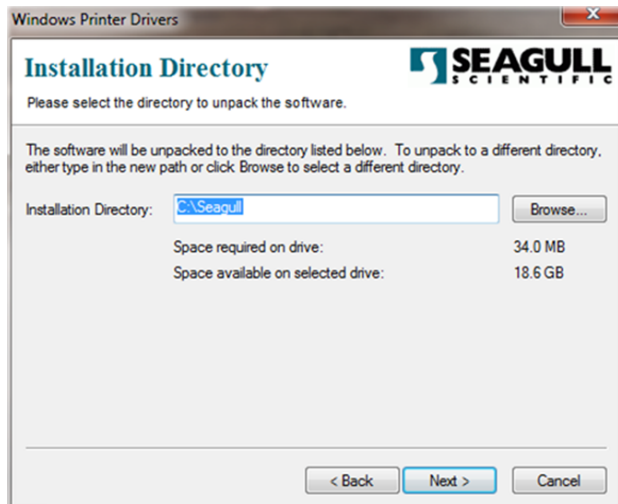 Windows Printer Drivers
Installation Directory
SEAGULL
SCIENTIFIC
Please select the directory to unpack the software.
The software will be unpacked to the directory listed below. To unpack to a different directory,
either type in the new path or click Browse to select a different directory.
Installation Directory: C:\Seagull Browse...
Space required on drive: 34.0 MB
Space available on selected drive: 18.6 GB
< Back Next > Cancel